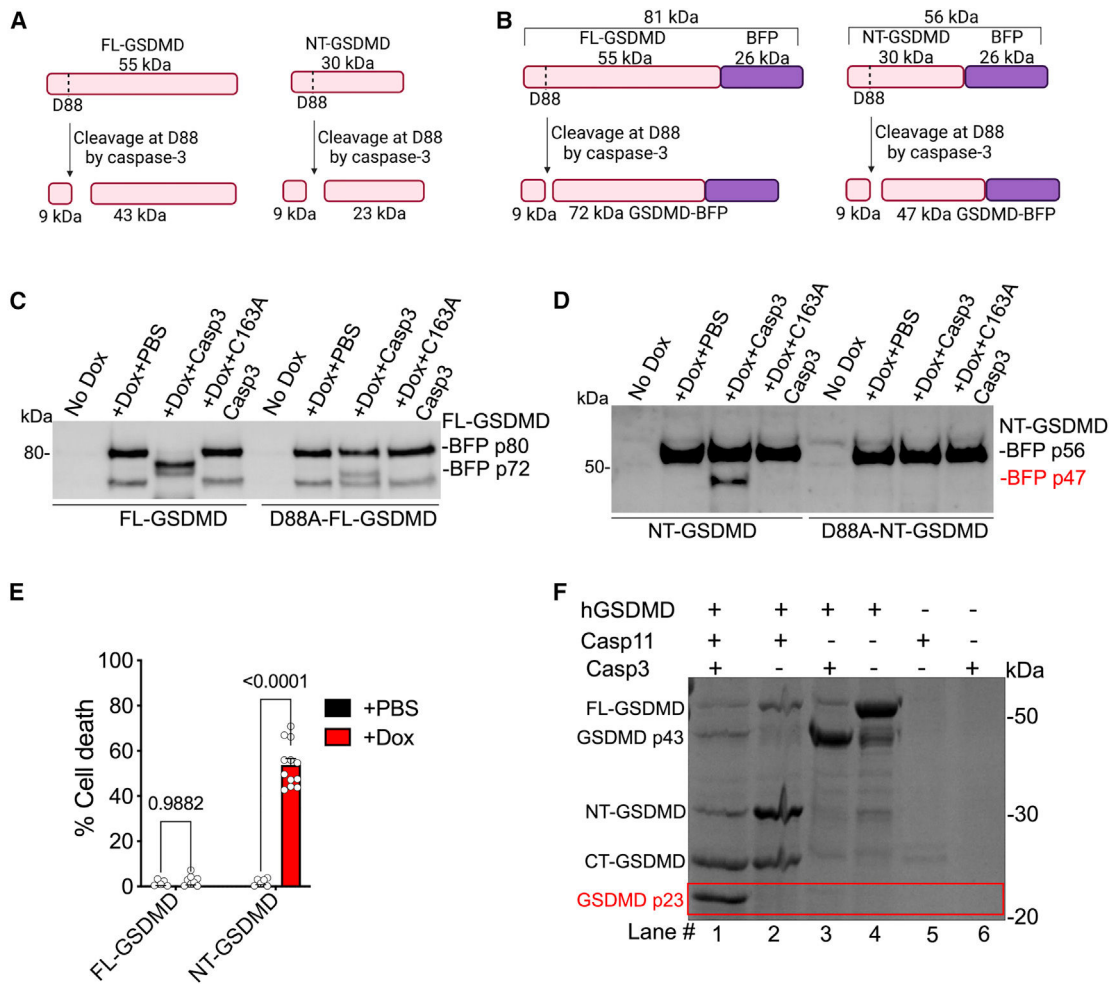 A
FL-GSDMD
55 kDa
D88
Cleavage at D88
by caspase-3
9 kDa
43 kDa
NT-GSDMD
30 kDa
D88
Cleavage at D88
by caspase-3
9 kDa
23 kDa
B
81 kDa
FL-GSDMD
BFP
55 kDa
26 kDa
D88
Cleavage at D88
by caspase-3
9 kDa
72 kDa GSDMD-BFP
56 kDa
NT-GSDMD
BFP
30 kDa
26 kDa
D88
Cleavage at D88
by caspase-3
9 kDa
47 kDa GSDMD-BFP
C
No Dox
+Dox+PBS
+Dox+Casp3
+Dox+C163A
Casp3
No Dox
+Dox+PBS
+Dox+Casp3
+Dox+C163A
Casp3
kDa
80-
FL-GSDMD
-BFP p80
-BFP p72
FL-GSDMD
D88A-FL-GSDMD
D
No Dox
+Dox+PBS
+Dox+Casp3
+Dox+C163A
Casp3
No Dox
+Dox+PBS
+Dox+Casp3
+Dox+C163A
Casp3
kDa
50-
NT-GSDMD
-BFP p56
-BFP p47
NT-GSDMD
D88A-NT-GSDMD
E
% Cell death
100
80
60
40
20
0
0.9882
<0.0001
+PBS
+Dox
FL-GSDMD
NT-GSDMD
F
hGSDMD + + + + - -
Casp11 + + - - + -
Casp3 + - + - - +
kDa
FL-GSDMD
GSDMD p43
NT-GSDMD
CT-GSDMD
GSDMD p23
-50
-30
-20
Lane # 1 2 3 4 5 6